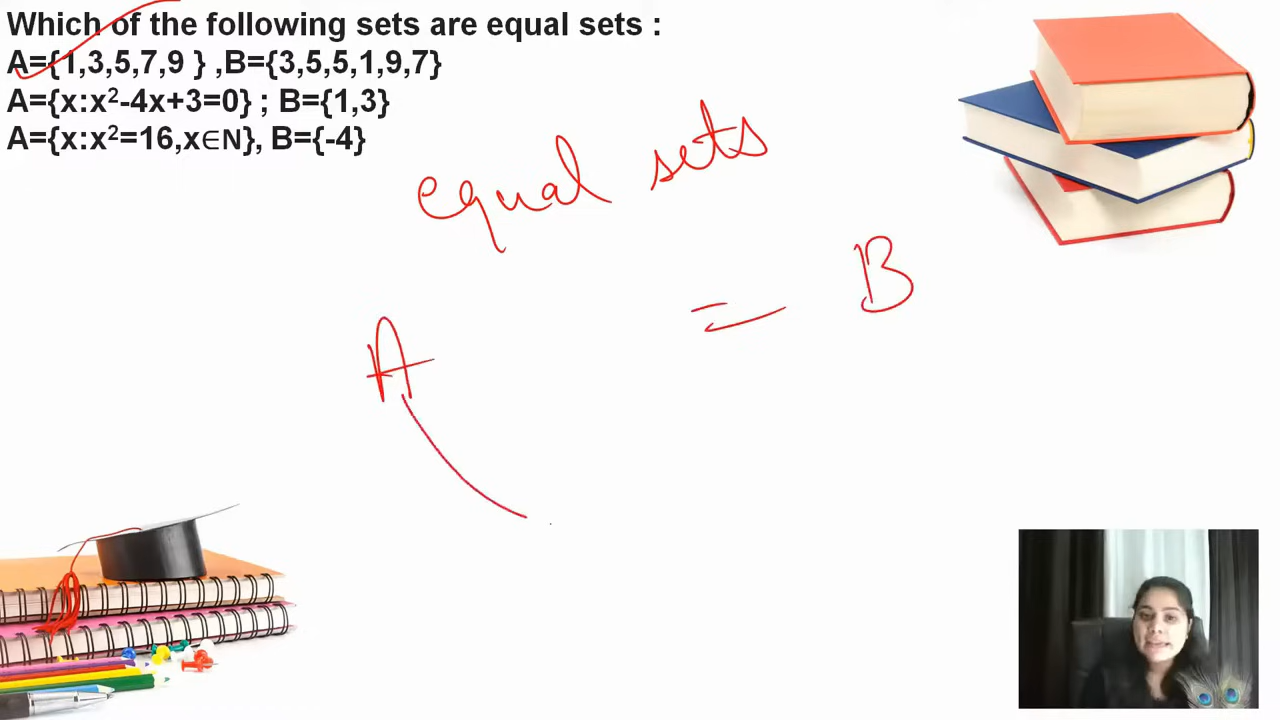 Which of the following sets are equal sets :
A={1,3,5,7,9 } ,B={3,5,5,1,9,7}
A={x:x²-4x+3=0} ; B={1,3}
A={x:x²=16,x∈N}, B={-4}
equal sets
A = B